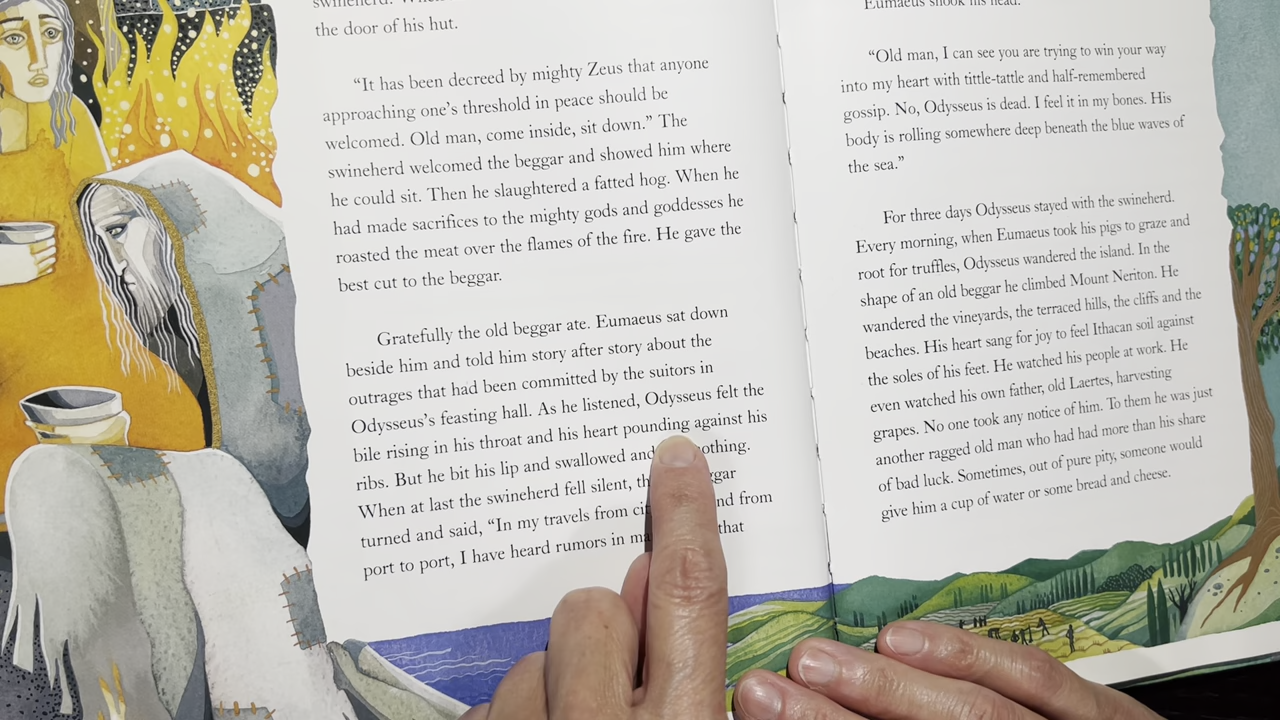 swineherd.
the door of his hut.
“It has been decreed by mighty Zeus that anyone
approaching one’s threshold in peace should be
welcomed. Old man, come inside, sit down.” The
swineherd welcomed the beggar and showed him where
he could sit. Then he slaughtered a fatted hog. When he
had made sacrifices to the mighty gods and goddesses he
roasted the meat over the flames of the fire. He gave the
best cut to the beggar.
Gratefully the old beggar ate. Eumaeus sat down
beside him and told him story after story about the
outrages that had been committed by the suitors in
Odysseus’s feasting hall. As he listened, Odysseus felt the
bile rising in his throat and his heart pounding against his
ribs. But he bit his lip and swallowed and
When at last the swineherd fell silent,
turned and said, “In my travels from from
port to port, I have heard rumors in that
Eumaeus shook his head.
“Old man, I can see you are trying to win your way
into my heart with tittle-tattle and half-remembered
gossip. No, Odysseus is dead. I feel it in my bones. His
body is rolling somewhere deep beneath the blue waves of
the sea.”
For three days Odysseus stayed with the swineherd.
Every morning, when Eumaeus took his pigs to graze and
root for truffles, Odysseus wandered the island. In the
shape of an old beggar he climbed Mount Neriton. He
wandered the vineyards, the terraced hills, the cliffs and the
beaches. His heart sang for joy to feel Ithacan soil against
the soles of his feet. He watched his people at work. He
even watched his own father, old Laertes, harvesting
grapes. No one took any notice of him. To them he was just
another ragged old man who had had more than his share
of bad luck. Sometimes, out of pure pity, someone would
give him a cup of water or some bread and cheese.